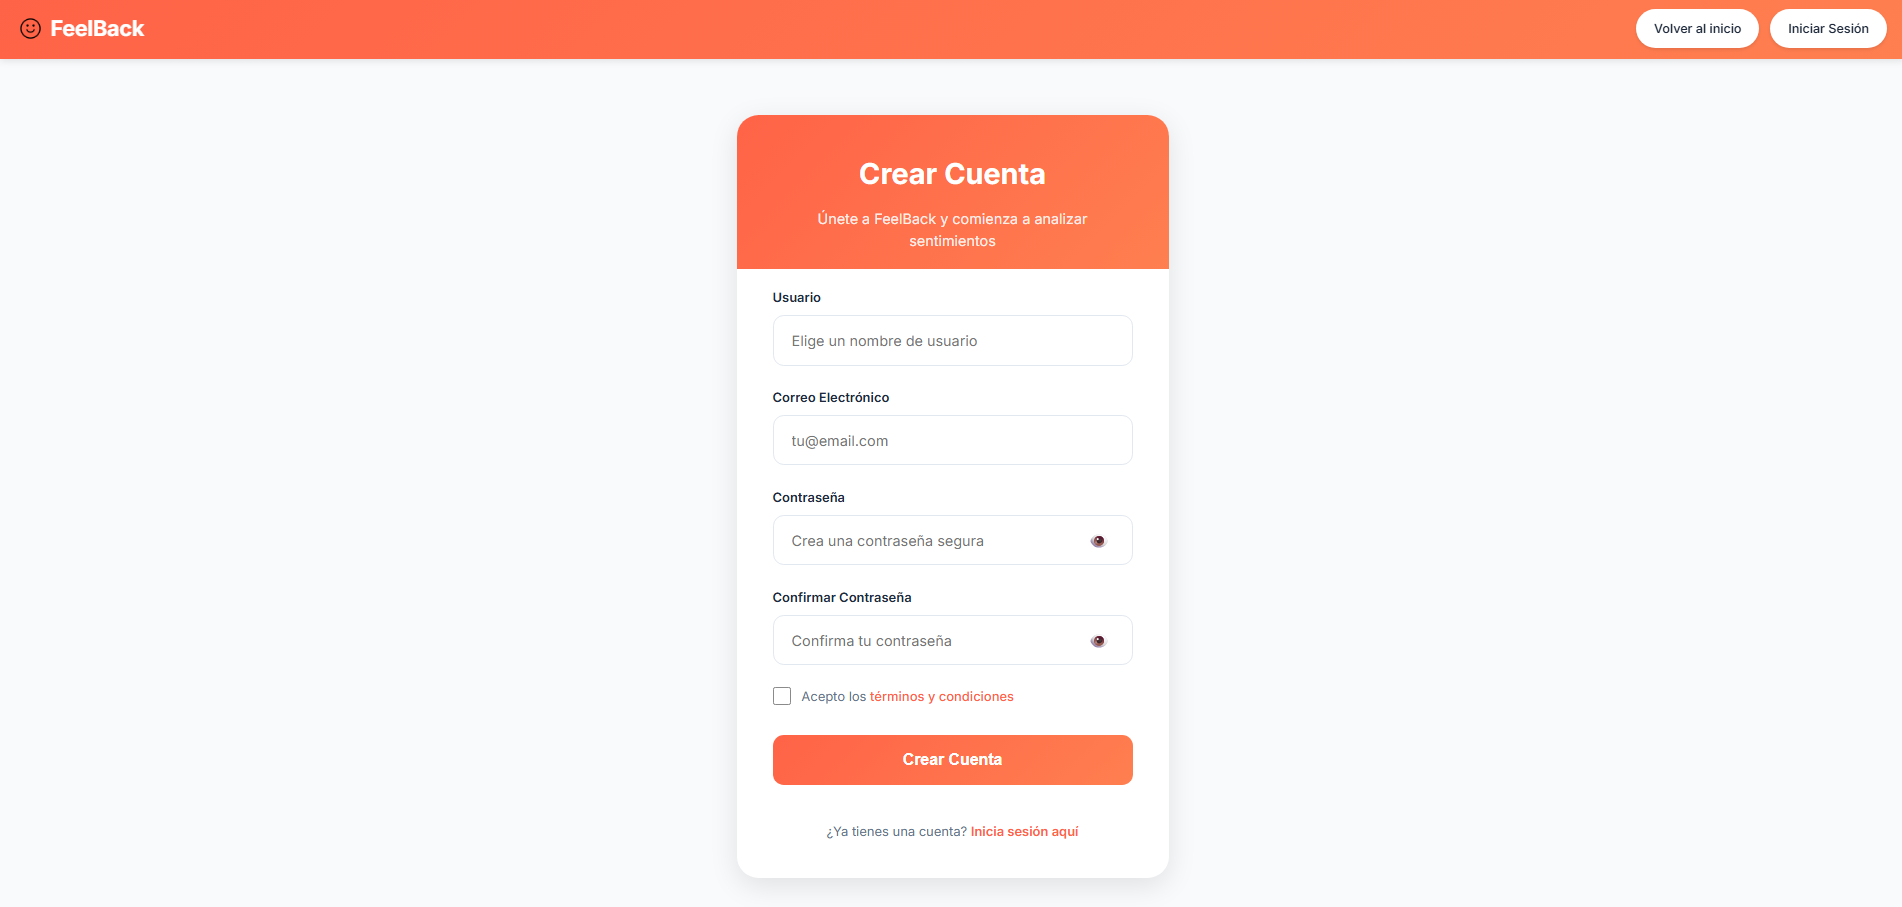 FeelBack
Volver al inicio
Iniciar Sesión
Crear Cuenta
Únete a FeelBack y comienza a analizar
sentimientos
Usuario
Elige un nombre de usuario
Correo Electrónico
tu@email.com
Contraseña
Crea una contraseña segura
Confirmar Contraseña
Confirma tu contraseña
Acepto los términos y condiciones
Crear Cuenta
¿Ya tienes una cuenta? Inicia sesión aquí